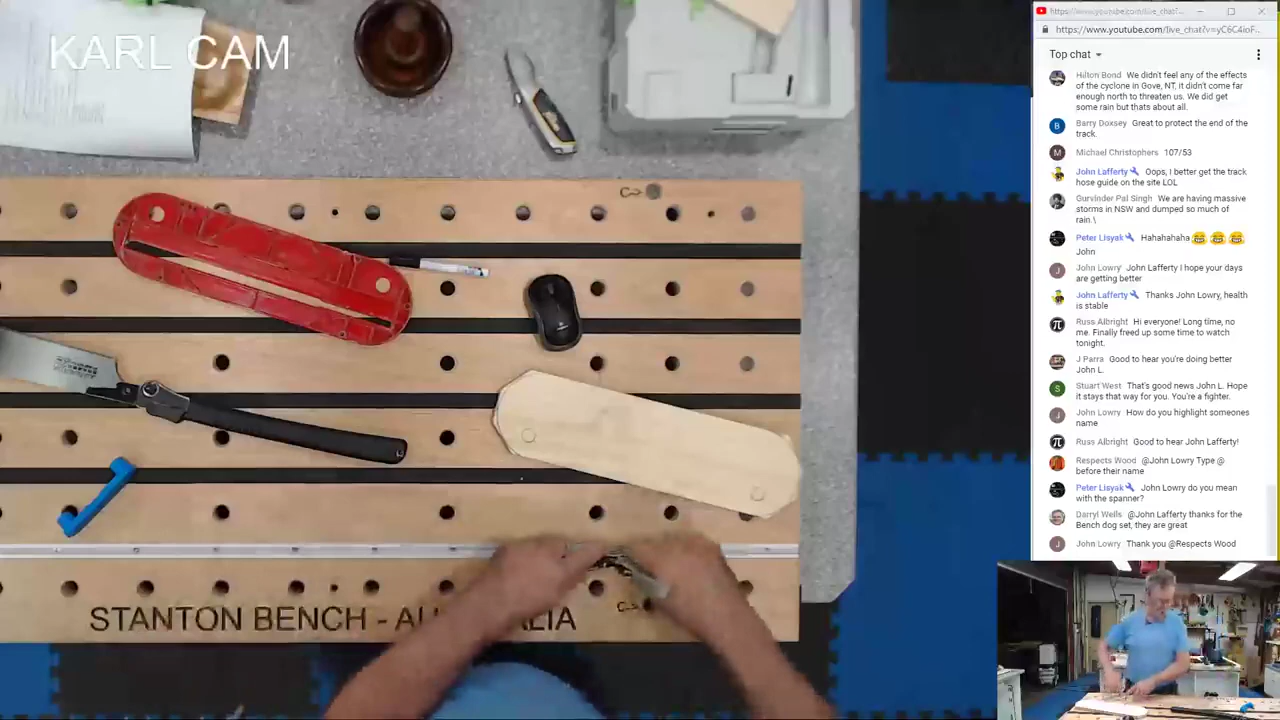 KARL CAM
STANTON BENCH - AU
ALIA
https://www.youtube.com/live_chat?...
https://www.youtube.com/live_chat?v=yC6C4ioF...
Top chat
Hilton Bond We didn't feel any of the effects
of the cyclone in Gove, NT, it didn't come far
enough north to threaten us. We did get
some rain but thats about all.
Barry Doxsey Great to protect the end of the
track.
Michael Christophers 107/53
John Lafferty Oops, I better get the track
hose guide on the site LOL
Gurvinder Pal Singh We are having massive
storms in NSW and dumped so much of
rain.\
Peter Lisyak Hahahahaha
John
John Lowry John Lafferty I hope your days
are getting better
John Lafferty Thanks John Lowry, health
is stable
Russ Albright Hi everyone! Long time, no
me. Finally freed up some time to watch
tonight.
J Parra Good to hear you're doing better
John L.
Stuart West That's good news John L. Hope
it stays that way for you. You're a fighter.
John Lowry How do you highlight someones
name
Russ Albright Good to hear John Lafferty!
Respects Wood @John Lowry Type @
before their name
Peter Lisyak John Lowry do you mean
with the spanner?
Darryl Wells @John Lafferty thanks for the
Bench dog set, they are great
John Lowry Thank you @Respects Wood